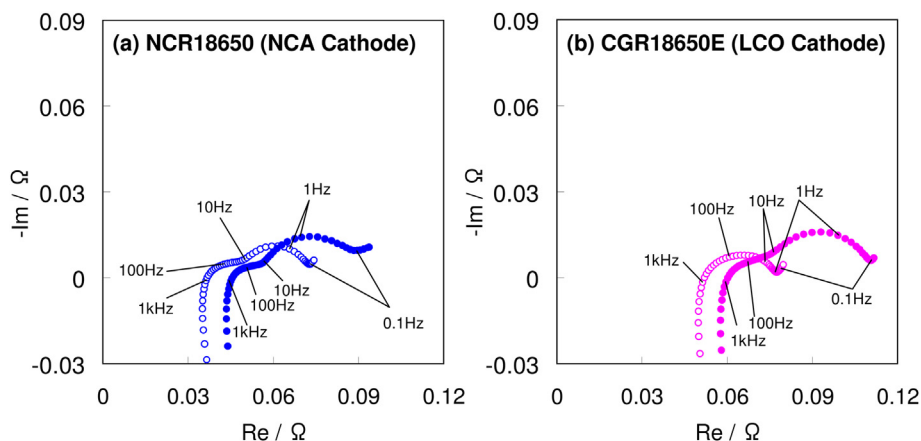 (a) NCR18650 (NCA Cathode)
0.09
0.06
0.03
0
-0.03
-Im / Ω
1Hz
10Hz
100Hz
1kHz
10Hz
100Hz
1kHz
0.1Hz
0
0.03
0.06
0.09
0.12
Re / Ω
(b) CGR18650E (LCO Cathode)
0.09
0.06
0.03
0
-0.03
-Im / Ω
1Hz
10Hz
100Hz
1kHz
100Hz
1kHz
0.1Hz
0
0.03
0.06
0.09
0.12
Re / Ω